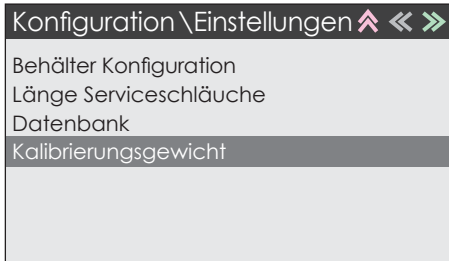 Konfiguration\Einstellungen
Behälter Konfiguration
Länge Serviceschläuche
Datenbank
Kalibrierungsgewicht